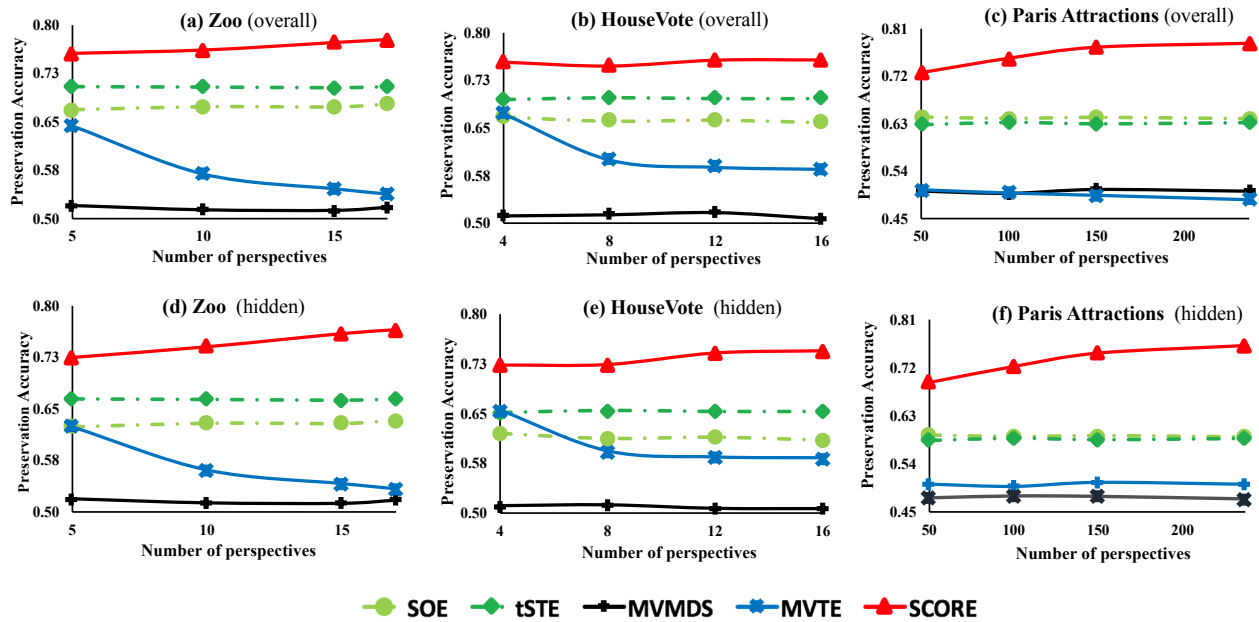 (a) Zoo (overall)
Preservation Accuracy
0.80
0.73
0.65
0.58
0.50
5
10
15
Number of perspectives
(b) HouseVote (overall)
Preservation Accuracy
0.80
0.73
0.65
0.58
0.50
4
8
12
16
Number of perspectives
(c) Paris Attractions (overall)
Preservation Accuracy
0.81
0.72
0.63
0.54
0.45
50
100
150
200
Number of perspectives
(d) Zoo (hidden)
Preservation Accuracy
0.80
0.73
0.65
0.58
0.50
5
10
15
Number of perspectives
(e) HouseVote (hidden)
Preservation Accuracy
0.80
0.73
0.65
0.58
0.50
4
8
12
16
Number of perspectives
(f) Paris Attractions (hidden)
Preservation Accuracy
0.81
0.72
0.63
0.54
0.45
50
100
150
200
Number of perspectives
SOE tSTE MVMDS MVTE SCORE